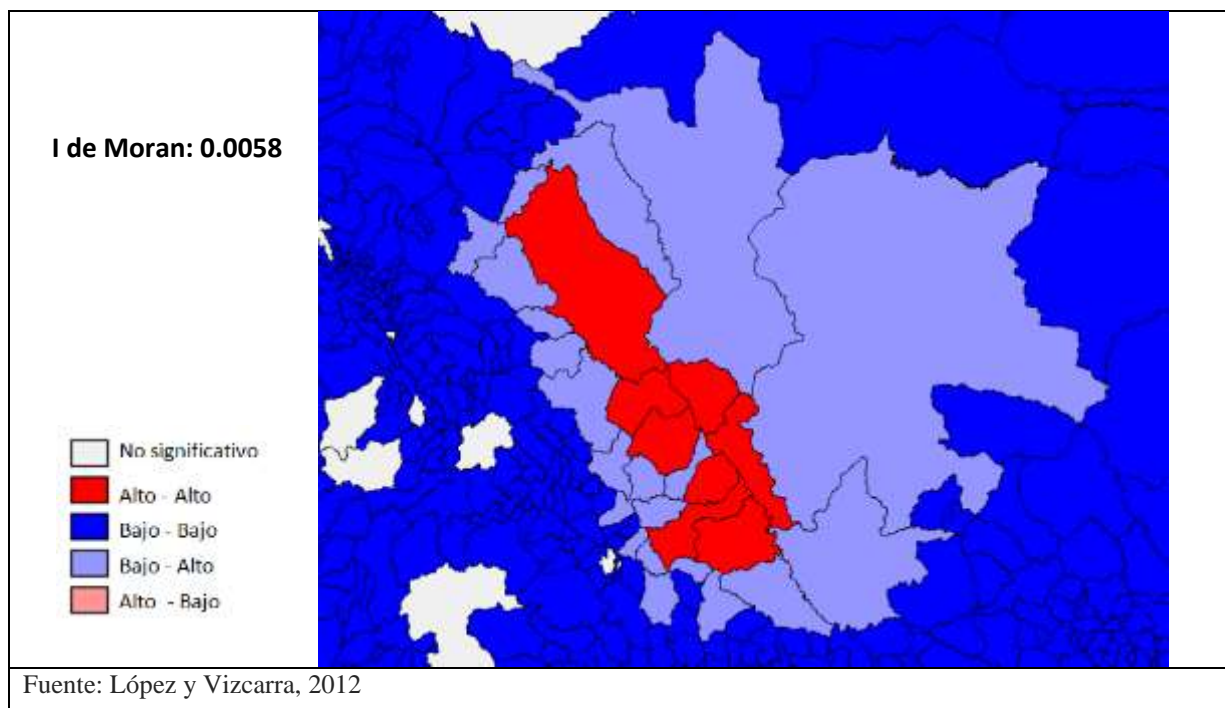 I de Moran: 0.0058
No significativo
Alto - Alto
Bajo - Bajo
Bajo - Alto
Alto - Bajo
Fuente: López y Vizcarra, 2012